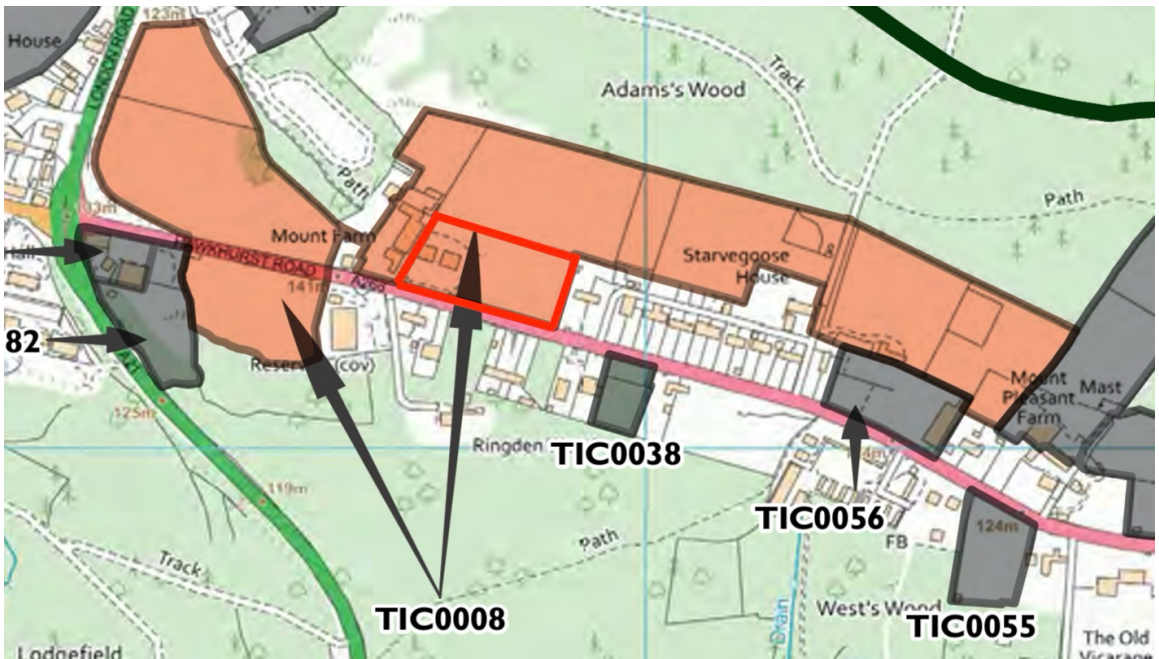 123m
House
LONDON ROAD
Track
Adams's Wood
Path
Path
Mount Farm
HAWKHURST ROAD
Starvegoose
House
141m
82
Reservoir (cov)
Mount
Pleasant
Farm
Mast
125m
Ringden
TIC0038
119m
TIC0056
124m
Path
FB
Track
TIC0008
West's Wood
TIC0055
Drain
Lodgefield
The Old
Vicarage